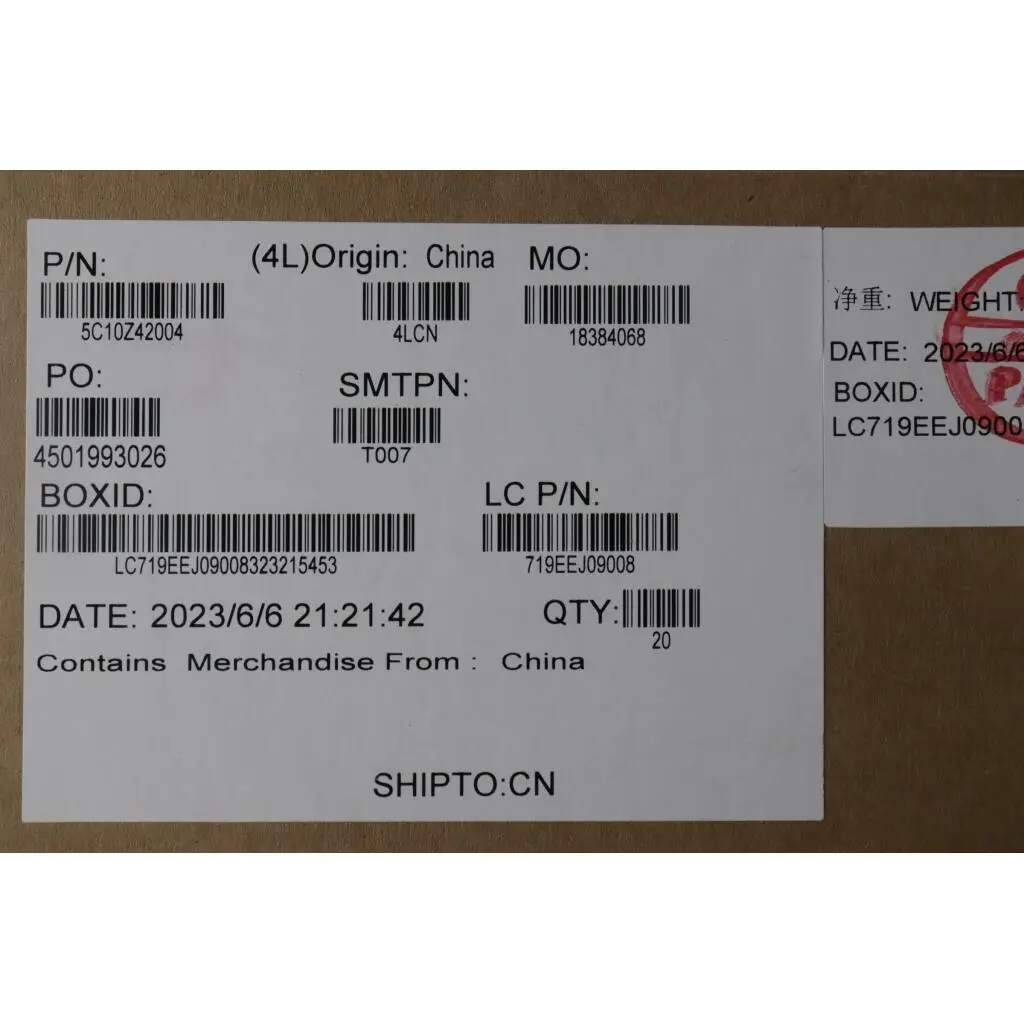 P/N: (4L)Origin: China MO:
5C10Z42004 4LCN 18384068
PO: SMTPN:
4501993026 T007
BOXID: LC P/N:
LC719EEJ09008323215453 719EEJ09008
DATE: 2023/6/6 21:21:42 QTY:
20
Contains Merchandise From : China
SHIPTO:CN
净重: WEIGHT
DATE: 2023/6/6
BOXID:
LC719EEJ0900